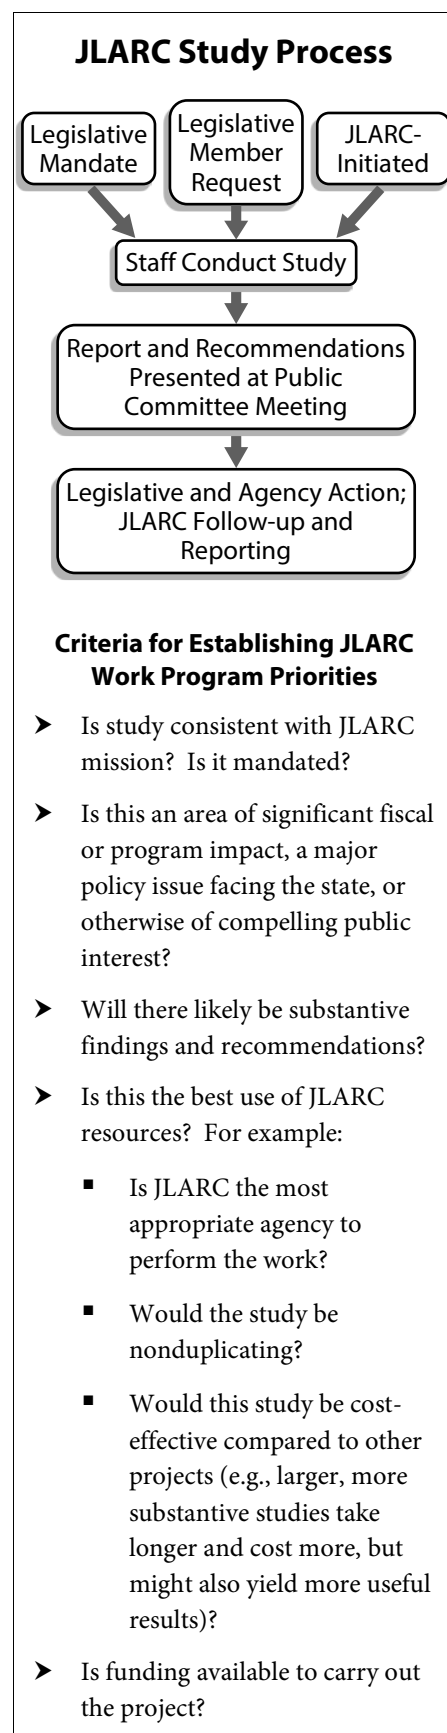 JLARC Study Process
Legislative
Mandate
Legislative
Member
Request
JLARC-
Initiated
Staff Conduct Study
Report and Recommendations
Presented at Public
Committee Meeting
Legislative and Agency Action;
JLARC Follow-up and
Reporting
Criteria for Establishing JLARC
Work Program Priorities
➤ Is study consistent with JLARC
mission?  Is it mandated?
➤ Is this an area of significant fiscal
or program impact, a major
policy issue facing the state, or
otherwise of compelling public
interest?
➤ Will there likely be substantive
findings and recommendations?
➤ Is this the best use of JLARC
resources?  For example:
▪ Is JLARC the most
appropriate agency to
perform the work?
▪ Would the study be
nonduplicating?
▪ Would this study be cost-
effective compared to other
projects (e.g., larger, more
substantive studies take
longer and cost more, but
might also yield more useful
results)?
➤ Is funding available to carry out
the project?